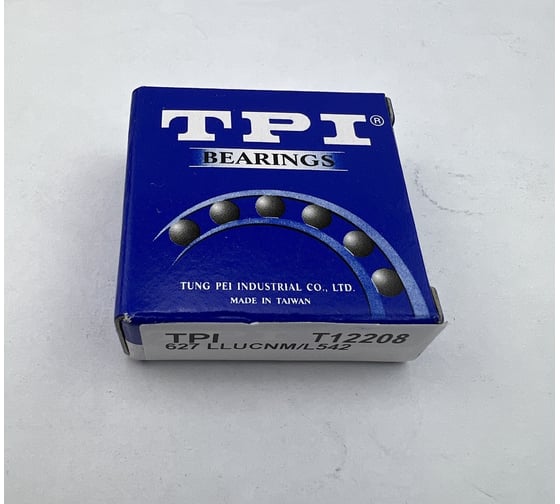 TPI®
BEARINGS
TUNG PEI INDUSTRIAL CO., LTD.
MADE IN TAIWAN
TPI T12208
627 LLUCNM/L542